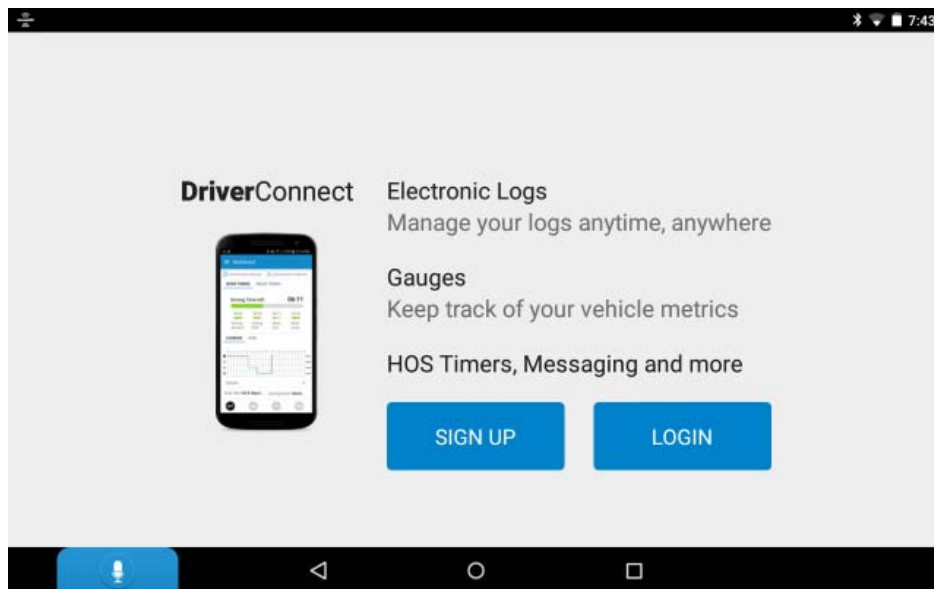 7:43
DriverConnect
Electronic Logs
Manage your logs anytime, anywhere
Gauges
Keep track of your vehicle metrics
HOS Timers, Messaging and more
SIGN UP
LOGIN